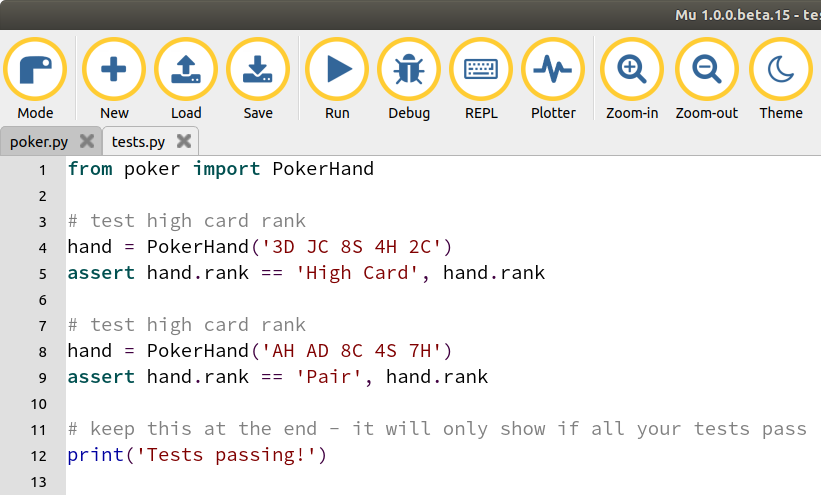 Mu 1.0.0.beta.15 - tes
Mode New Load Save Run Debug REPL Plotter Zoom-in Zoom-out Theme
poker.py tests.py
1 from poker import PokerHand
2
3 # test high card rank
4 hand = PokerHand('3D JC 8S 4H 2C')
5 assert hand.rank == 'High Card', hand.rank
6
7 # test high card rank
8 hand = PokerHand('AH AD 8C 4S 7H')
9 assert hand.rank == 'Pair', hand.rank
10
11 # keep this at the end - it will only show if all your tests pass
12 print('Tests passing!')
13